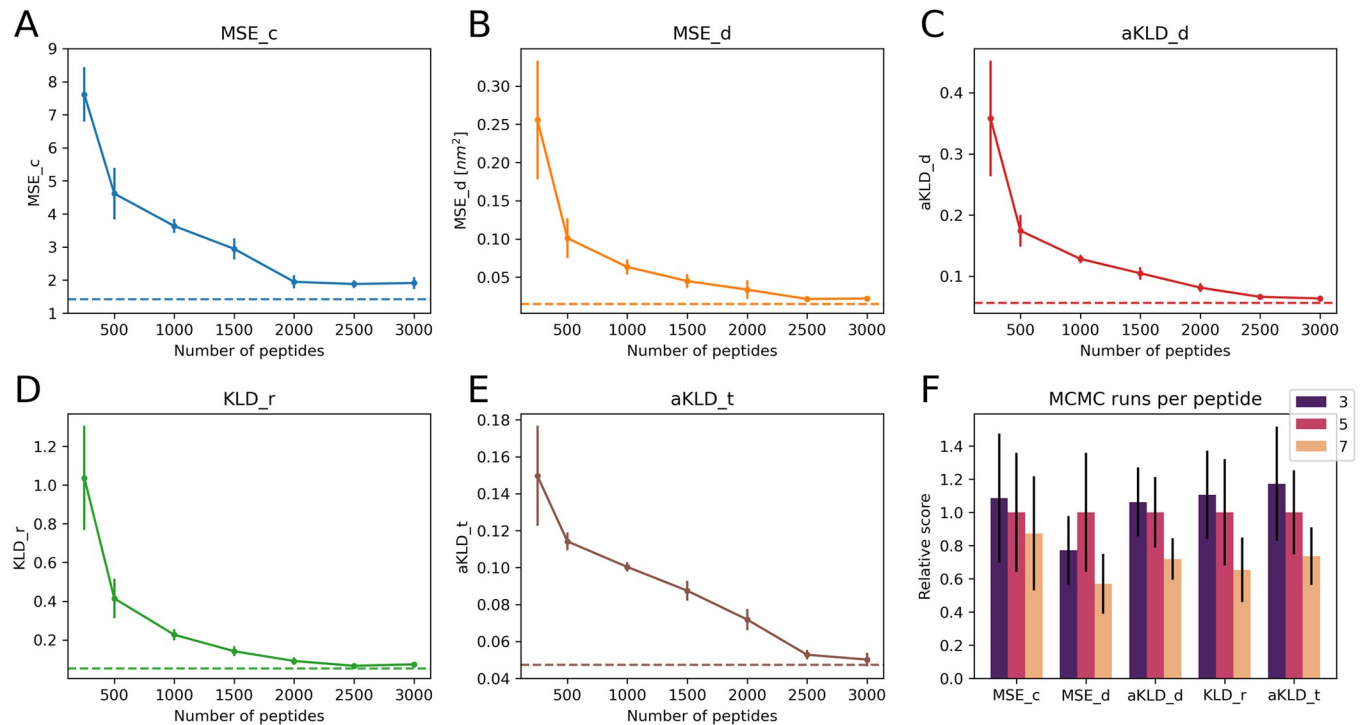 A
MSE_c
9
8
7
6
5
4
3
2
1
MSE_c
500 1000 1500 2000 2500 3000
Number of peptides
B
MSE_d
0.30
0.25
0.20
0.15
0.10
0.05
MSE_d [nm²]
500 1000 1500 2000 2500 3000
Number of peptides
C
aKLD_d
0.4
0.3
0.2
0.1
aKLD_d
500 1000 1500 2000 2500 3000
Number of peptides
D
KLD_r
1.2
1.0
0.8
0.6
0.4
0.2
KLD_r
500 1000 1500 2000 2500 3000
Number of peptides
E
aKLD_t
0.18
0.16
0.14
0.12
0.10
0.08
0.06
0.04
aKLD_t
500 1000 1500 2000 2500 3000
Number of peptides
F
MCMC runs per peptide
3
5
7
1.4
1.2
1.0
0.8
0.6
0.4
0.2
0.0
Relative score
MSE_c MSE_d aKLD_d KLD_r aKLD_t